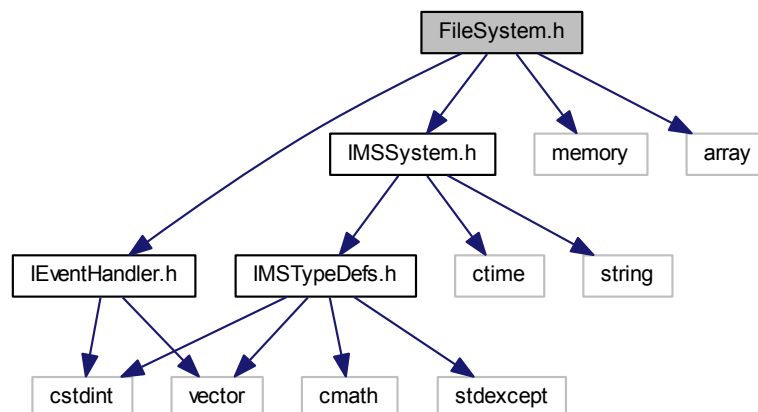 FileSystem.h
IMSSystem.h
memory
array
IEventHandler.h
IMSTypeDefs.h
ctime
string
cstdint
vector
cmath
stdexcept